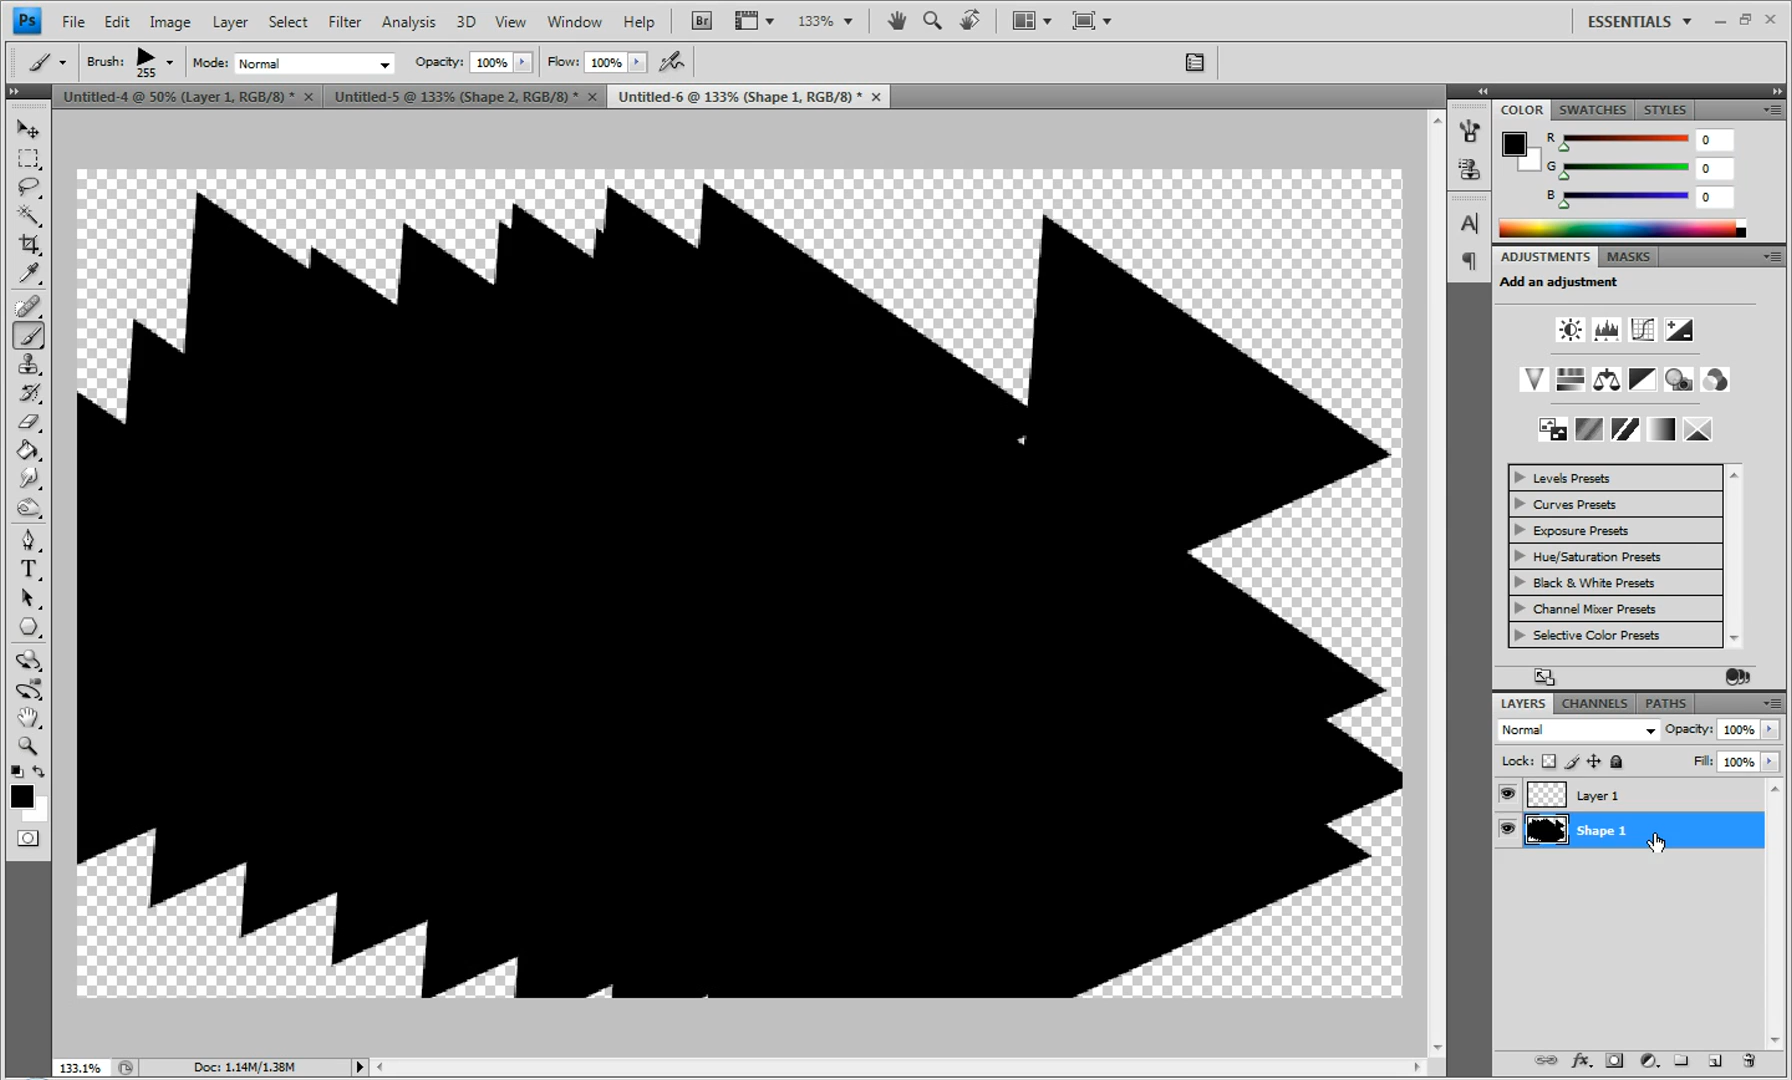 Ps File Edit Image Layer Select Filter Analysis 3D View Window Help Br 133% ESSENTIALS
Brush: 255 Mode: Normal Opacity: 100% Flow: 100%
Untitled-4 @ 50% (Layer 1, RGB/8) * × Untitled-5 @ 133% (Shape 2, RGB/8) * × Untitled-6 @ 133% (Shape 1, RGB/8) * ×
COLOR SWATCHES STYLES
R 0
G 0
B 0
ADJUSTMENTS MASKS
Add an adjustment
Levels Presets
Curves Presets
Exposure Presets
Hue/Saturation Presets
Black & White Presets
Channel Mixer Presets
Selective Color Presets
LAYERS CHANNELS PATHS
Normal Opacity: 100%
Lock: Fill: 100%
Layer 1
Shape 1
133.1% Doc: 1.14M/1.38M